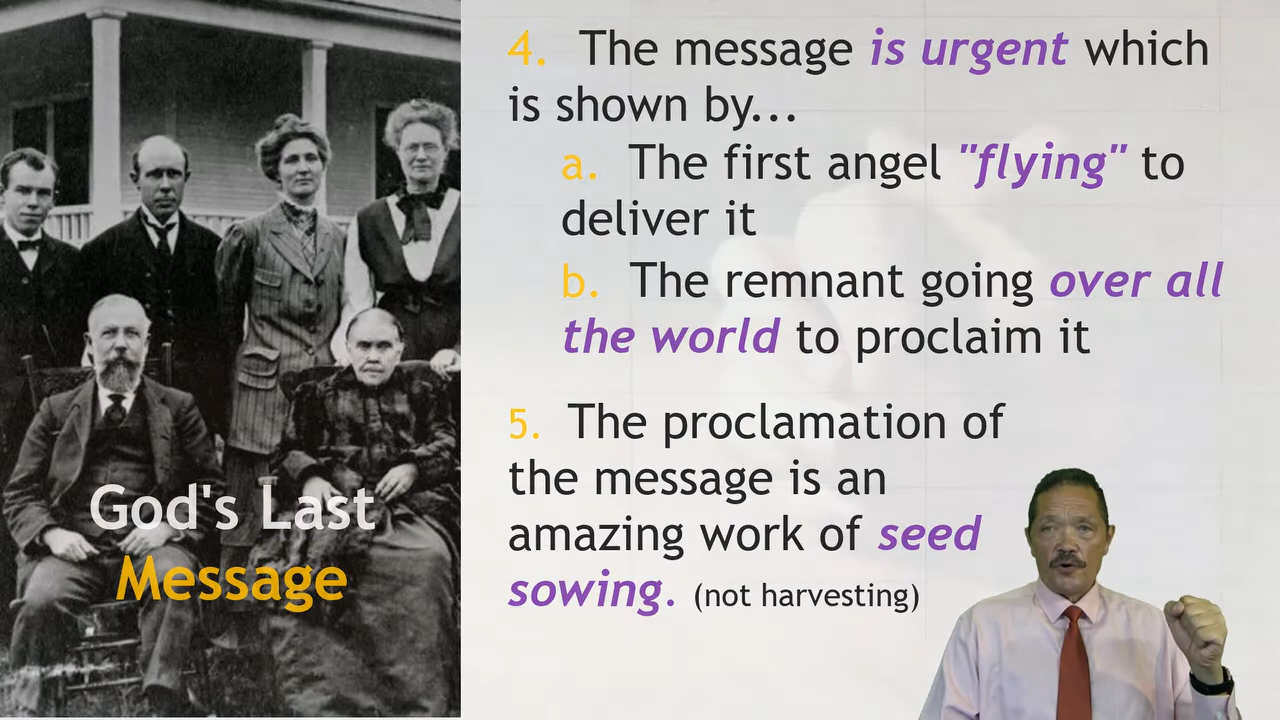 God's Last
Message
4. The message is urgent which
is shown by...
a. The first angel "flying" to
deliver it
b. The remnant going over all
the world to proclaim it
5. The proclamation of
the message is an
amazing work of seed
sowing. (not harvesting)